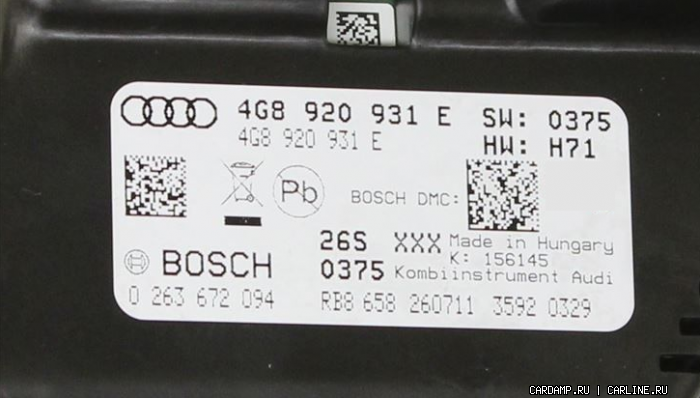 4G8 920 931 E SW: 0375
4G8 920 931 E HW: H71
Pb BOSCH DMC:
26S XXX Made in Hungary
K: 156145
BOSCH 0375 Kombiinstrument Audi
0 263 672 094 RB8 658 260711 3592 0329
CARDAMP.RU | CARLINE.RU